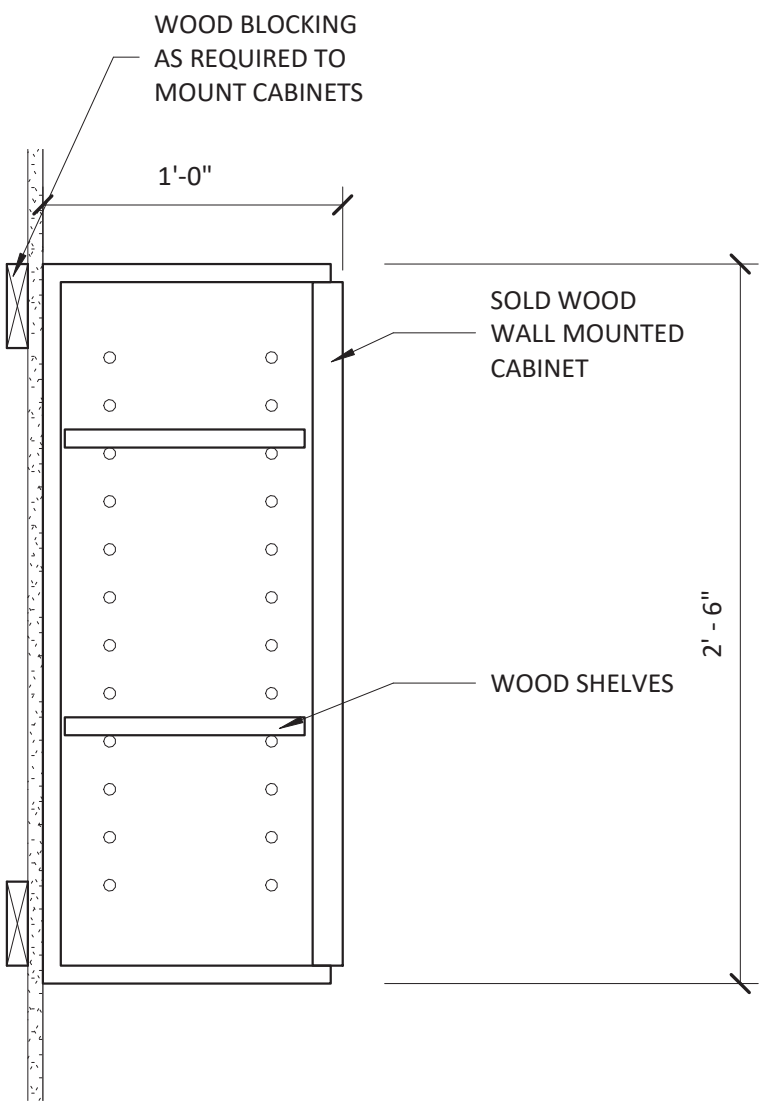 WOOD BLOCKING
AS REQUIRED TO
MOUNT CABINETS
1'-0"
SOLD WOOD
WALL MOUNTED
CABINET
2' - 6"
WOOD SHELVES